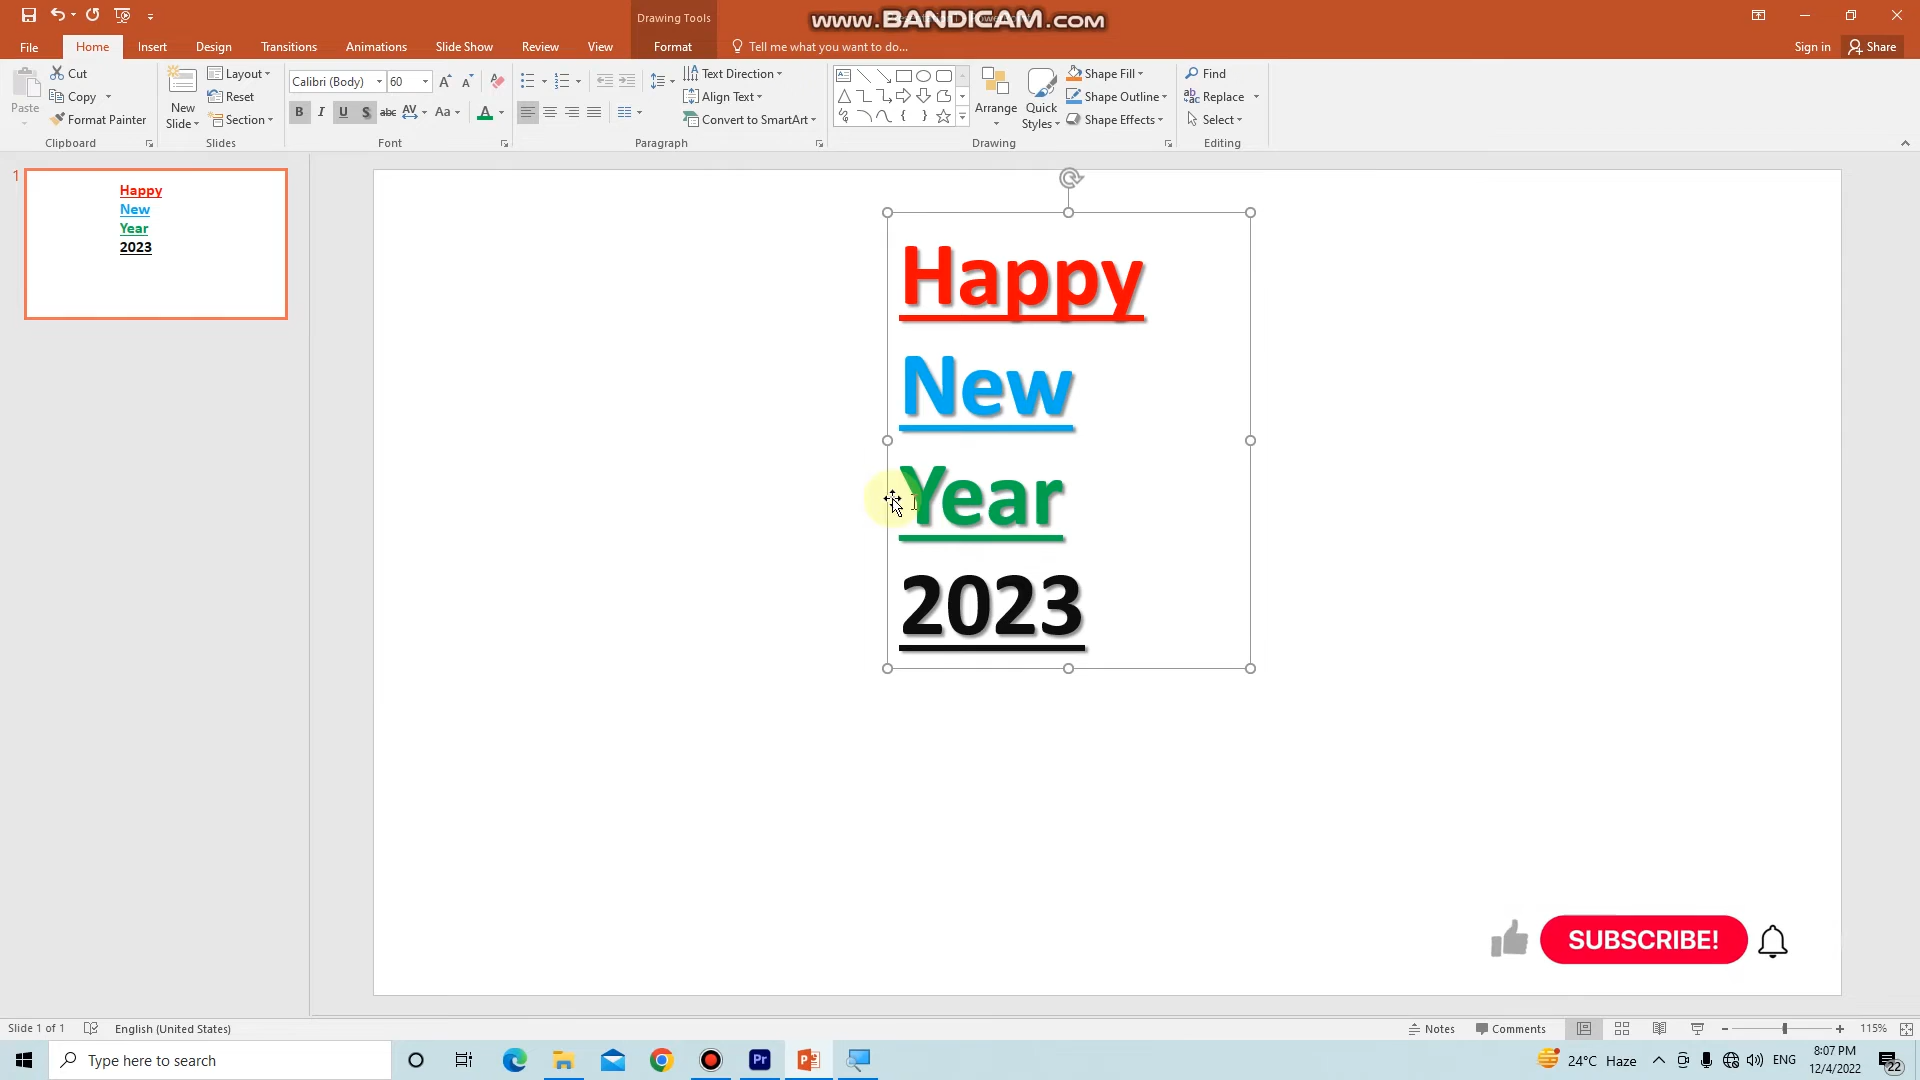 Drawing Tools
www.BANDICAM.com
File
Home
Insert
Design
Transitions
Animations
Slide Show
Review
View
Format
Tell me what you want to do...
Sign in
Share
Paste
Cut
Copy
Format Painter
Clipboard
New
Slide
Layout
Reset
Section
Slides
Calibri (Body)
60
B I U S abc AV Aa A
Font
Text Direction
Align Text
Convert to SmartArt
Paragraph
Arrange
Quick
Styles
Shape Fill
Shape Outline
Shape Effects
Drawing
Find
Replace
Select
Editing
1
Happy
New
Year
2023
Happy
New
Year
2023
SUBSCRIBE!
Slide 1 of 1
English (United States)
Notes
Comments
115%
Type here to search
Pr
24°C Haze
ENG
8:07 PM
12/4/2022
22